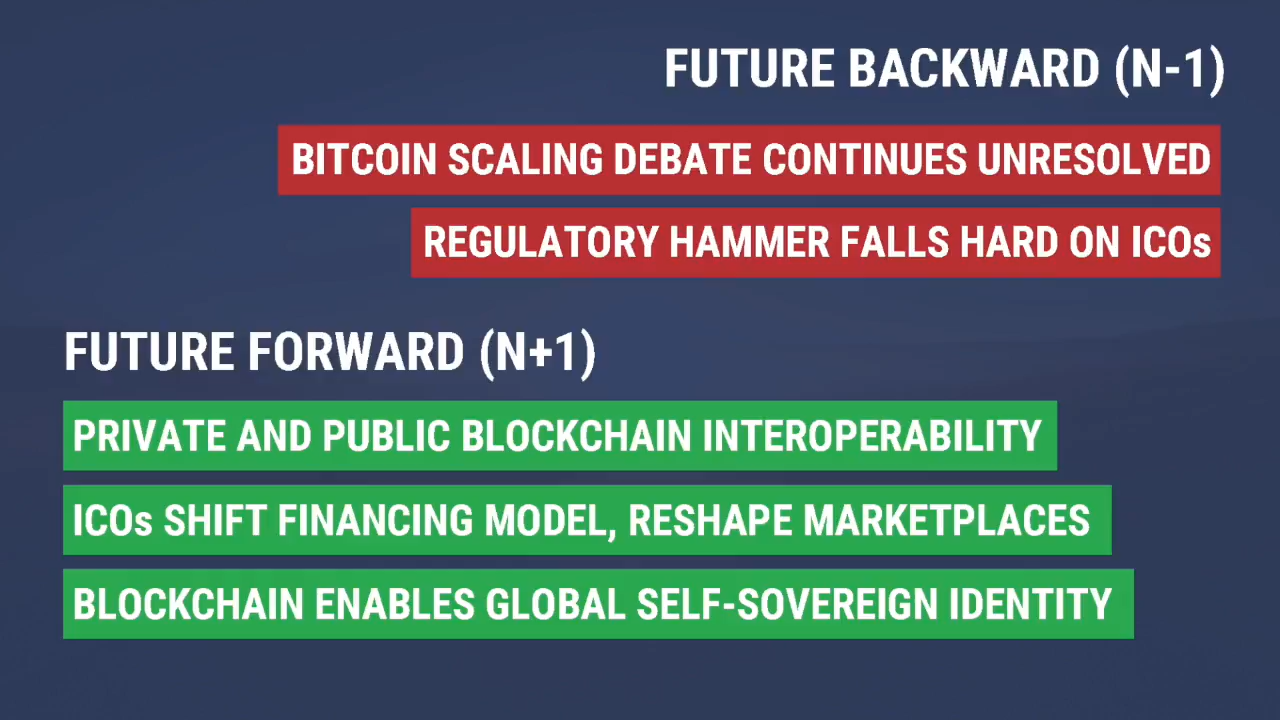 FUTURE BACKWARD (N-1)
BITCOIN SCALING DEBATE CONTINUES UNRESOLVED
REGULATORY HAMMER FALLS HARD ON ICOs
FUTURE FORWARD (N+1)
PRIVATE AND PUBLIC BLOCKCHAIN INTEROPERABILITY
ICOs SHIFT FINANCING MODEL, RESHAPE MARKETPLACES
BLOCKCHAIN ENABLES GLOBAL SELF-SOVEREIGN IDENTITY